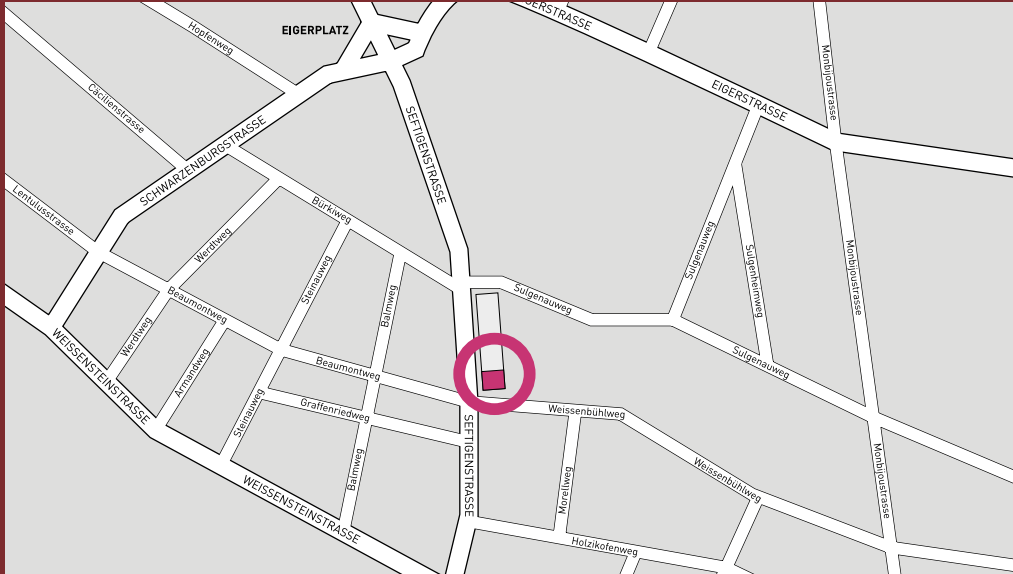 EIGERPLATZ
Hopfenweg
GERSTRASSE
EIGERSTRASSE
Monbijoustrasse
Cäcilienstrasse
SCHWARZENBURGSTRASSE
SEFTIGENSTRASSE
Lentulusstrasse
Werdtweg
Bürkiweg
Steinauweg
Balmweg
Sulgenauweg
Sulgenauweg
Sulgenheimweg
Monbijoustrasse
Beaumontweg
Werdtweg
Armandweg
WEISSENSTEINSTRASSE
Beaumontweg
Sulgenauweg
Steinauweg
Graffenriedweg
Weissenbühlweg
SEFTIGENSTRASSE
Balmweg
WEISSENSTEINSTRASSE
Morellweg
Weissenbühlweg
Monbijoustrasse
Holzikofenweg